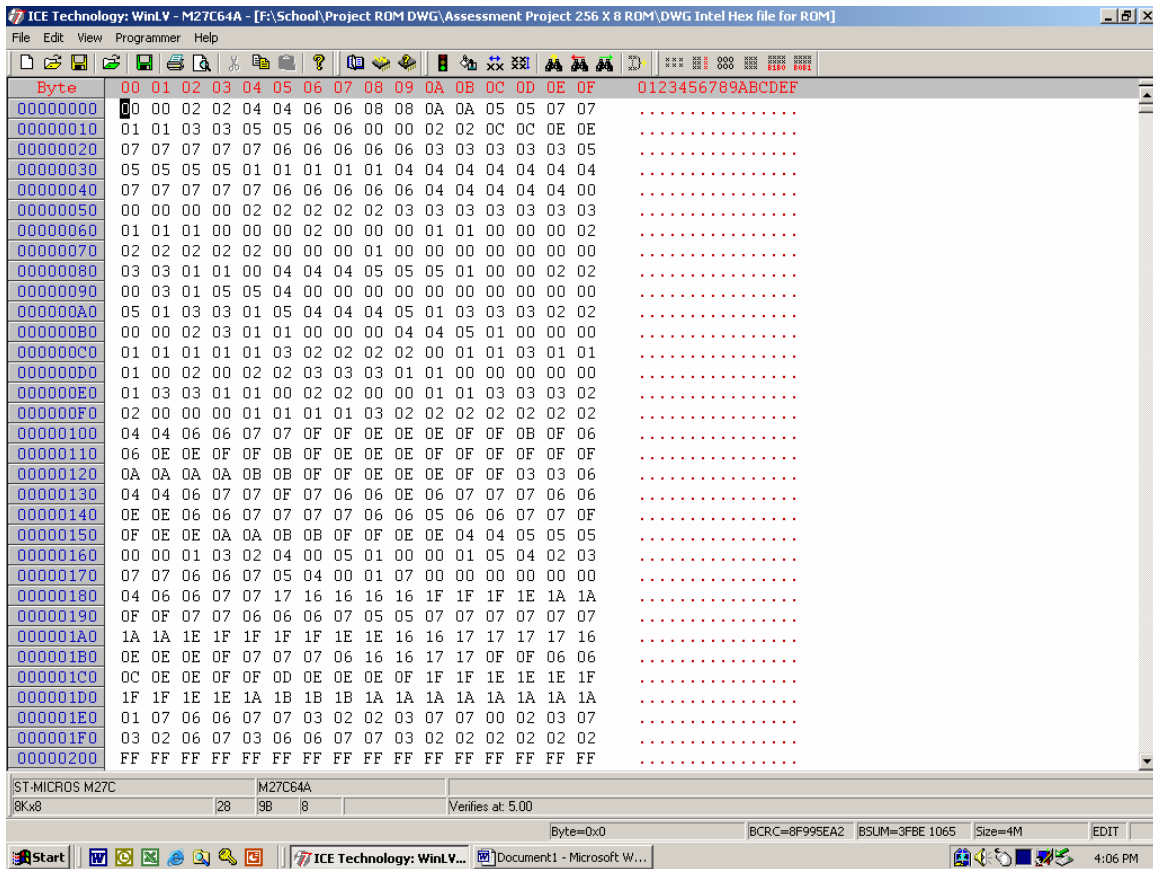 ICE Technology: WinLV - M27C64A - [F:\School\Project ROM DWG\Assessment Project 256 X 8 ROM\DWG Intel Hex file for ROM]
File Edit View Programmer Help
Byte 00 01 02 03 04 05 06 07 08 09 0A 0B 0C 0D 0E 0F 0123456789ABCDEF
00000000 00 00 02 02 04 04 06 06 08 08 0A 0A 05 05 07 07 ................
00000010 01 01 03 03 05 05 06 06 00 00 02 02 0C 0C 0E 0E ................
00000020 07 07 07 07 07 06 06 06 06 06 03 03 03 03 03 05 ................
00000030 05 05 05 05 01 01 01 01 01 04 04 04 04 04 04 04 ................
00000040 07 07 07 07 07 06 06 06 06 06 04 04 04 04 04 00 ................
00000050 00 00 00 00 02 02 02 02 02 03 03 03 03 03 03 03 ................
00000060 01 01 01 00 00 00 02 00 00 00 01 01 00 00 00 02 ................
00000070 02 02 02 02 02 00 00 00 01 00 00 00 00 00 00 00 ................
00000080 03 03 01 01 00 04 04 04 05 05 05 01 00 00 02 02 ................
00000090 00 03 01 05 05 04 00 00 00 00 00 00 00 00 00 00 ................
000000A0 05 01 03 03 01 05 04 04 04 05 01 03 03 03 02 02 ................
000000B0 00 00 02 03 01 01 00 00 00 04 04 05 01 00 00 00 ................
000000C0 01 01 01 01 01 03 02 02 02 02 00 01 01 03 01 01 ................
000000D0 01 00 02 00 02 02 03 03 03 01 01 00 00 00 00 00 ................
000000E0 01 03 03 01 01 00 02 02 00 00 01 01 03 03 03 02 ................
000000F0 02 00 00 00 01 01 01 01 03 02 02 02 02 02 02 02 ................
00000100 04 04 06 06 07 07 0F 0F 0E 0E 0E 0F 0F 0B 0F 06 ................
00000110 06 0E 0E 0F 0F 0B 0F 0E 0E 0E 0F 0F 0F 0F 0F 0F ................
00000120 0A 0A 0A 0A 0B 0B 0F 0F 0E 0E 0E 0F 0F 03 03 06 ................
00000130 04 04 06 07 07 0F 07 06 06 0E 06 07 07 07 06 06 ................
00000140 0E 0E 06 06 07 07 07 07 06 06 05 06 06 07 07 0F ................
00000150 0F 0E 0E 0A 0A 0B 0B 0F 0F 0E 0E 04 04 05 05 05 ................
00000160 00 00 01 03 02 04 00 05 01 00 00 01 05 04 02 03 ................
00000170 07 07 06 06 07 05 04 00 01 07 00 00 00 00 00 00 ................
00000180 04 06 06 07 07 17 16 16 16 16 1F 1F 1F 1E 1A 1A ................
00000190 0F 0F 07 07 06 06 06 07 05 05 07 07 07 07 07 07 ................
000001A0 1A 1A 1E 1F 1F 1F 1F 1E 1E 16 16 17 17 17 17 16 ................
000001B0 0E 0E 0E 0F 07 07 07 06 16 16 17 17 0F 0F 06 06 ................
000001C0 0C 0E 0E 0F 0F 0D 0E 0E 0E 0F 1F 1F 1E 1E 1E 1F ................
000001D0 1F 1F 1E 1E 1A 1B 1B 1B 1A 1A 1A 1A 1A 1A 1A 1A ................
000001E0 01 07 06 06 07 07 03 02 02 03 07 07 00 02 03 07 ................
000001F0 03 02 06 07 03 06 06 07 07 03 02 02 02 02 02 02 ................
00000200 FF FF FF FF FF FF FF FF FF FF FF FF FF FF FF FF ................
ST-MICROS M27C M27C64A
8Kx8 28 9B 8 Verifies at: 5.00
Byte=0x0 BCRC=8F995EA2 BSUM=3FBE 1065 Size=4M EDIT
Start ICE Technology: WinLV... Document1 - Microsoft W... 4:06 PM